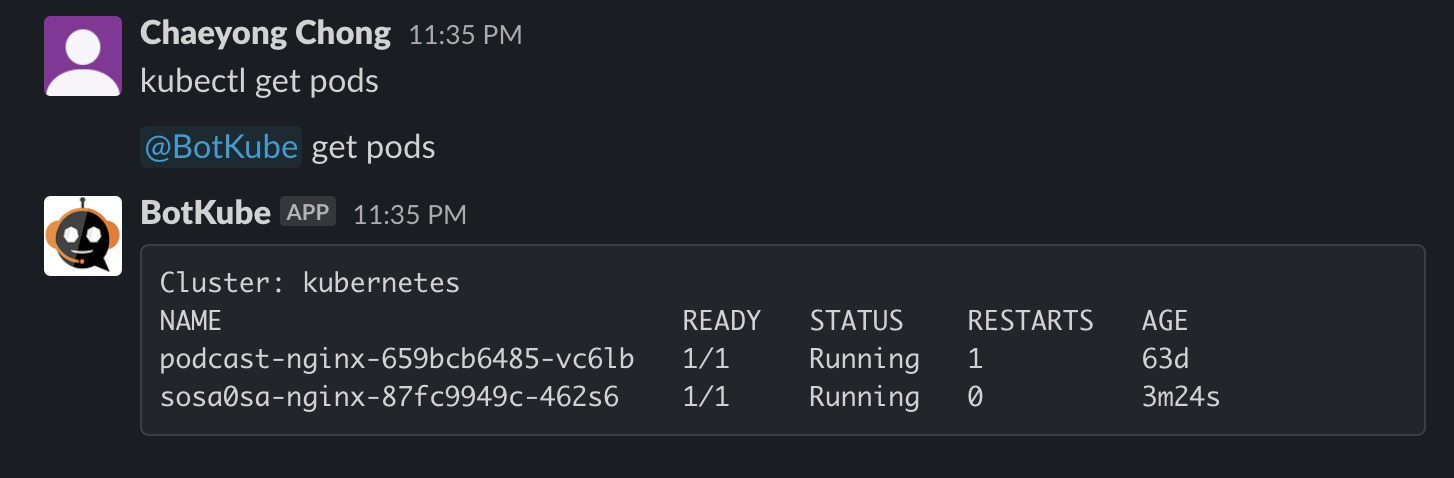 Chaeyong Chong 11:35 PM
kubectl get pods
@BotKube get pods
BotKube APP 11:35 PM
Cluster: kubernetes
NAME                             READY   STATUS    RESTARTS   AGE
podcast-nginx-659bcb6485-vc6lb   1/1     Running   1          63d
sosa0sa-nginx-87fc9949c-462s6    1/1     Running   0          3m24s